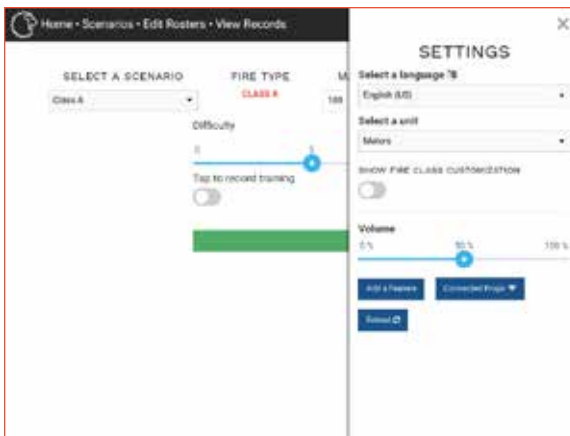 Home • Scenarios • Edit Rosters • View Records
SELECT A SCENARIO
Class A
FIRE TYPE
CLASS A
100
Difficulty
0
Tap to record training
SETTINGS
Select a language
English (US)
Select a unit
Meters
SHOW FIRE CLASS CUSTOMIZATION
Volume
0 %
50 %
100 %
Add a Feature
Connected Props
Reboot